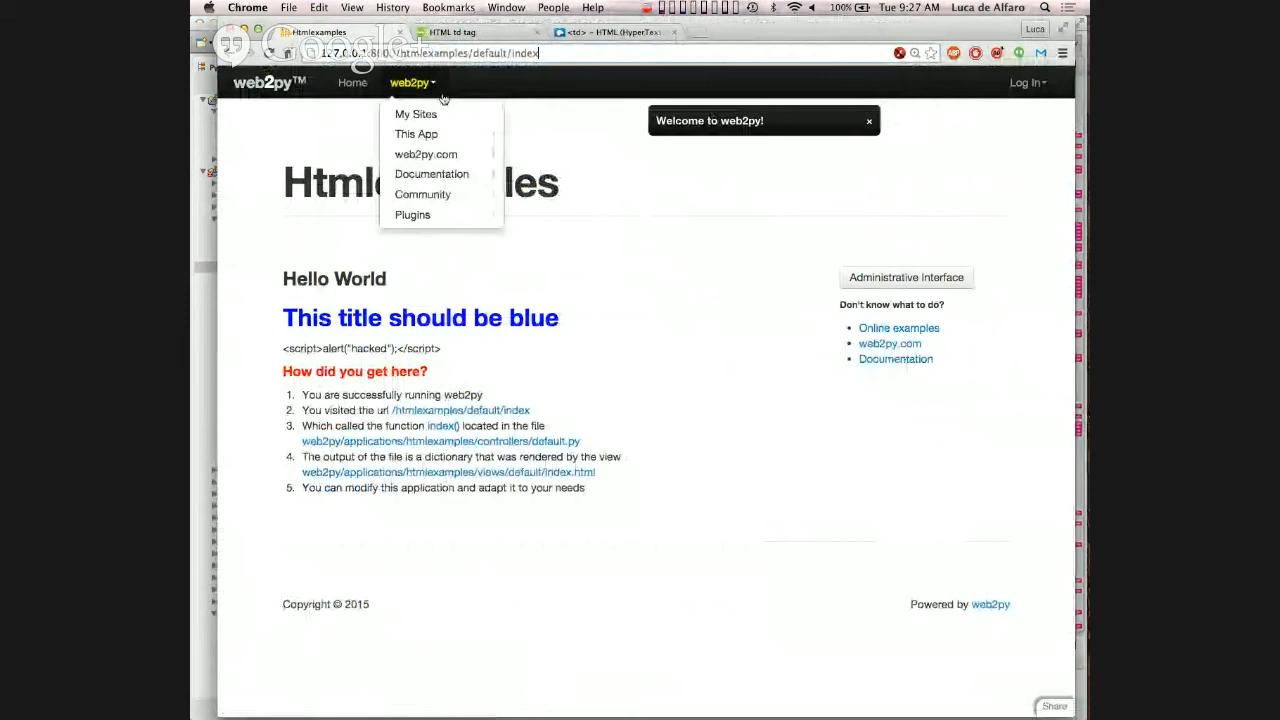 Chrome File Edit View History Bookmarks Window People Help 100% Tue 9:27 AM Luca de Alfaro
Htmlexamples HTML td tag <td> - HTML (HyperText Luca
Google+
/htmlexamples/default/index
web2py™ Home web2py Log In
My Sites
This App
web2py.com
Documentation
Community
Plugins
Welcome to web2py! ×
Hello World
This title should be blue
<script>alert("hacked");</script>
How did you get here?
1. You are successfully running web2py
2. You visited the url /htmlexamples/default/index
3. Which called the function index() located in the file
web2py/applications/htmlexamples/controllers/default.py
4. The output of the file is a dictionary that was rendered by the view
web2py/applications/htmlexamples/views/default/index.html
5. You can modify this application and adapt it to your needs
Administrative Interface
Don't know what to do?
Online examples
web2py.com
Documentation
Copyright © 2015
Powered by web2py
Share